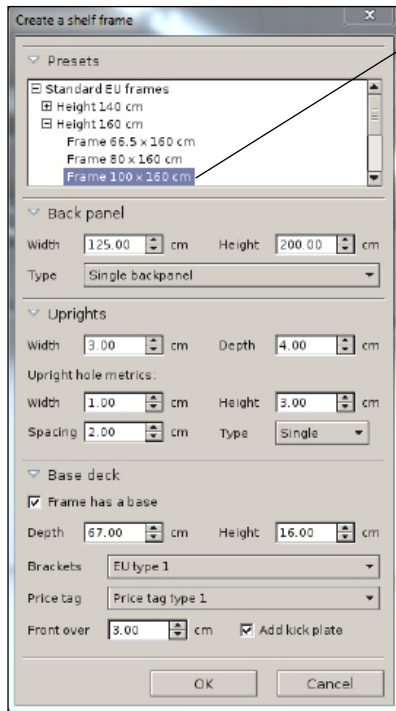 Create a shelf frame
x
Presets
Standard EU frames
Height 140 cm
Height 160 cm
Frame 66.5 x 160 cm
Frame 80 x 160 cm
Frame 100 x 160 cm
Back panel
Width 125.00 cm Height 200.00 cm
Type Single backpanel
Uprights
Width 3.00 cm Depth 4.00 cm
Upright hole metrics:
Width 1.00 cm Height 3.00 cm
Spacing 2.00 cm Type Single
Base deck
Frame has a base
Depth 67.00 cm Height 16.00 cm
Brackets EU type 1
Price tag Price tag type 1
Front over 3.00 cm Add kick plate
OK Cancel